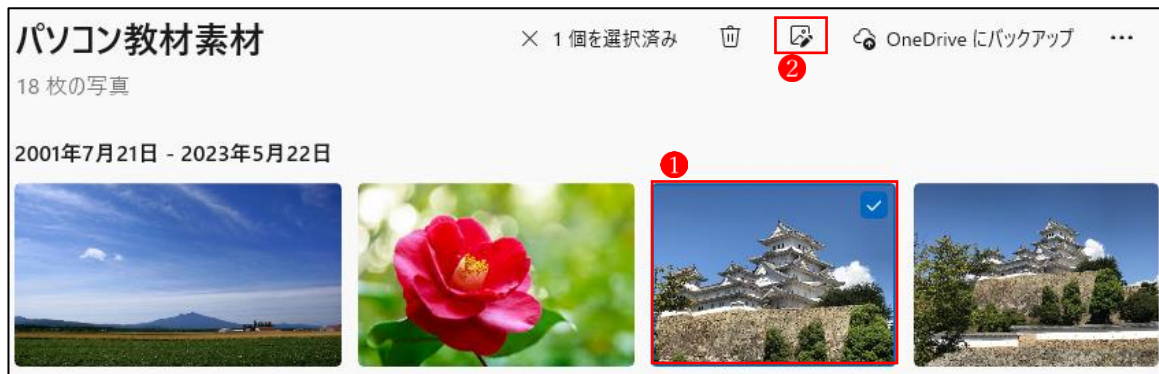 パソコン教材素材
× 1 個を選択済み
OneDrive にバックアップ
2
18 枚の写真
2001年7月21日 - 2023年5月22日
1